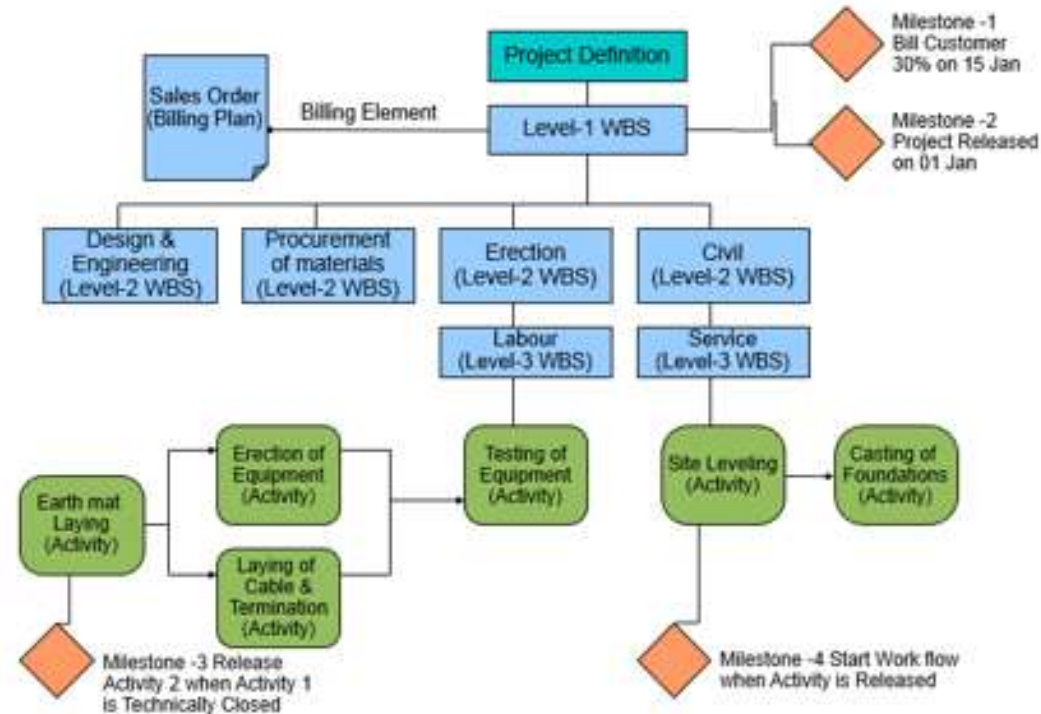 Milestone -1
Bill Customer
30% on 15 Jan
Project Definition
Sales Order
(Billing Plan)
Billing Element
Level-1 WBS
Milestone -2
Project Released
on 01 Jan
Design &
Engineering
(Level-2 WBS)
Procurement
of materials
(Level-2 WBS)
Erection
(Level-2 WBS)
Civil
(Level-2 WBS)
Labour
(Level-3 WBS)
Service
(Level-3 WBS)
Earth mat
Laying
(Activity)
Erection of
Equipment
(Activity)
Laying of
Cable &
Termination
(Activity)
Testing of
Equipment
(Activity)
Site Leveling
(Activity)
Casting of
Foundations
(Activity)
Milestone -3 Release
Activity 2 when Activity 1
is Technically Closed
Milestone -4 Start Work flow
when Activity is Released